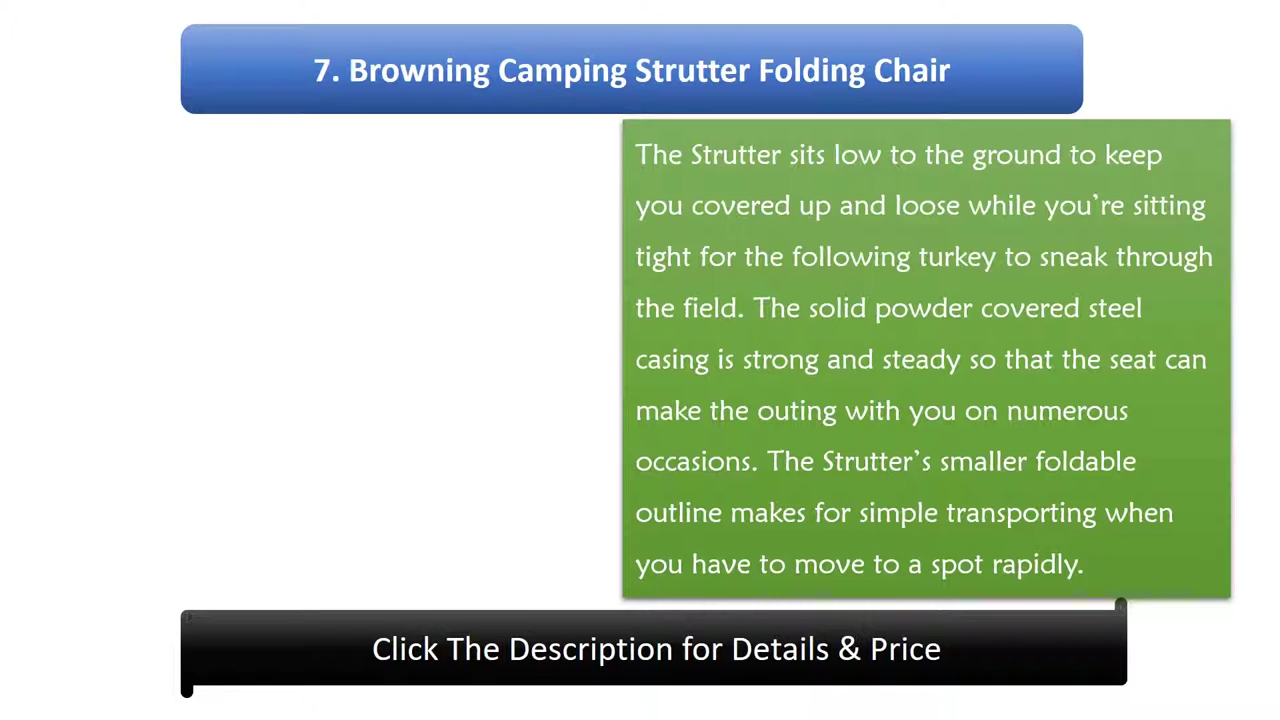 7. Browning Camping Strutter Folding Chair
The Strutter sits low to the ground to keep
you covered up and loose while you’re sitting
tight for the following turkey to sneak through
the field. The solid powder covered steel
casing is strong and steady so that the seat can
make the outing with you on numerous
occasions. The Strutter’s smaller foldable
outline makes for simple transporting when
you have to move to a spot rapidly.
Click The Description for Details & Price